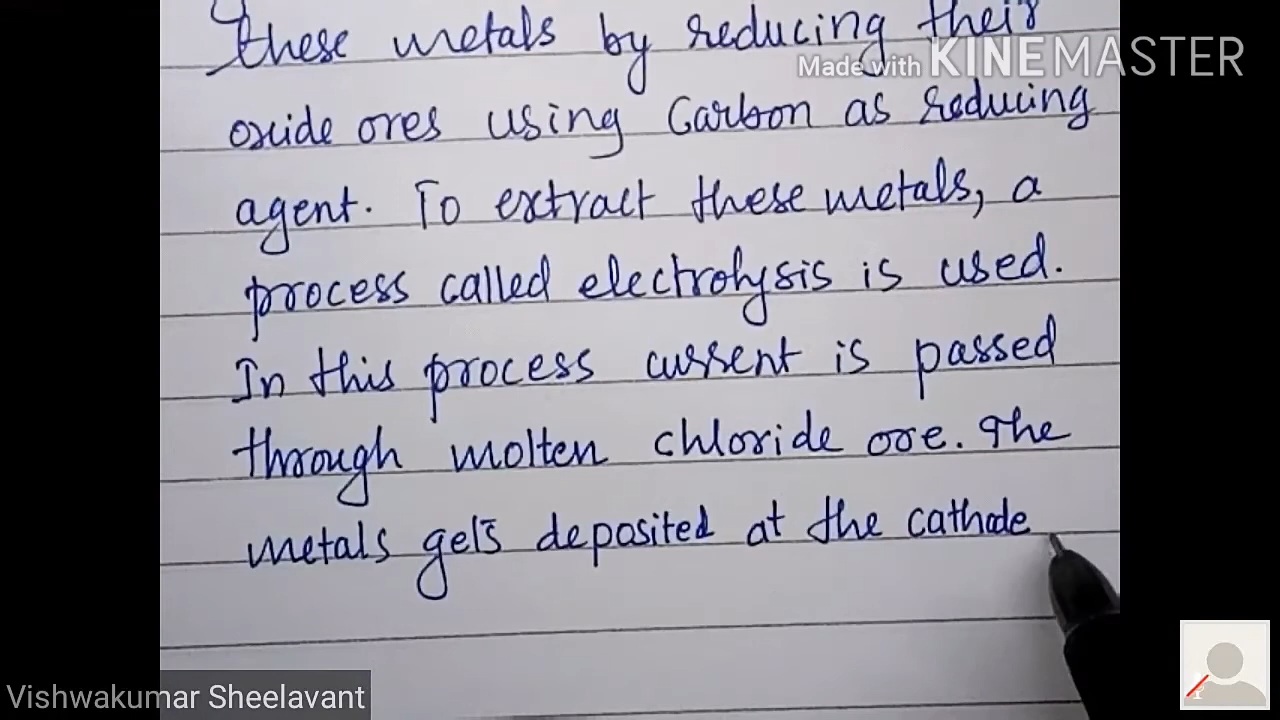 these metals by reducing their
Made with KINEMASTER
oxide ores using Carbon as reducing
agent. To extract these metals, a
process called electrolysis is used.
In this process current is passed
through molten chloride ore. The
metals gets deposited at the cathode
Vishwakumar Sheelavant